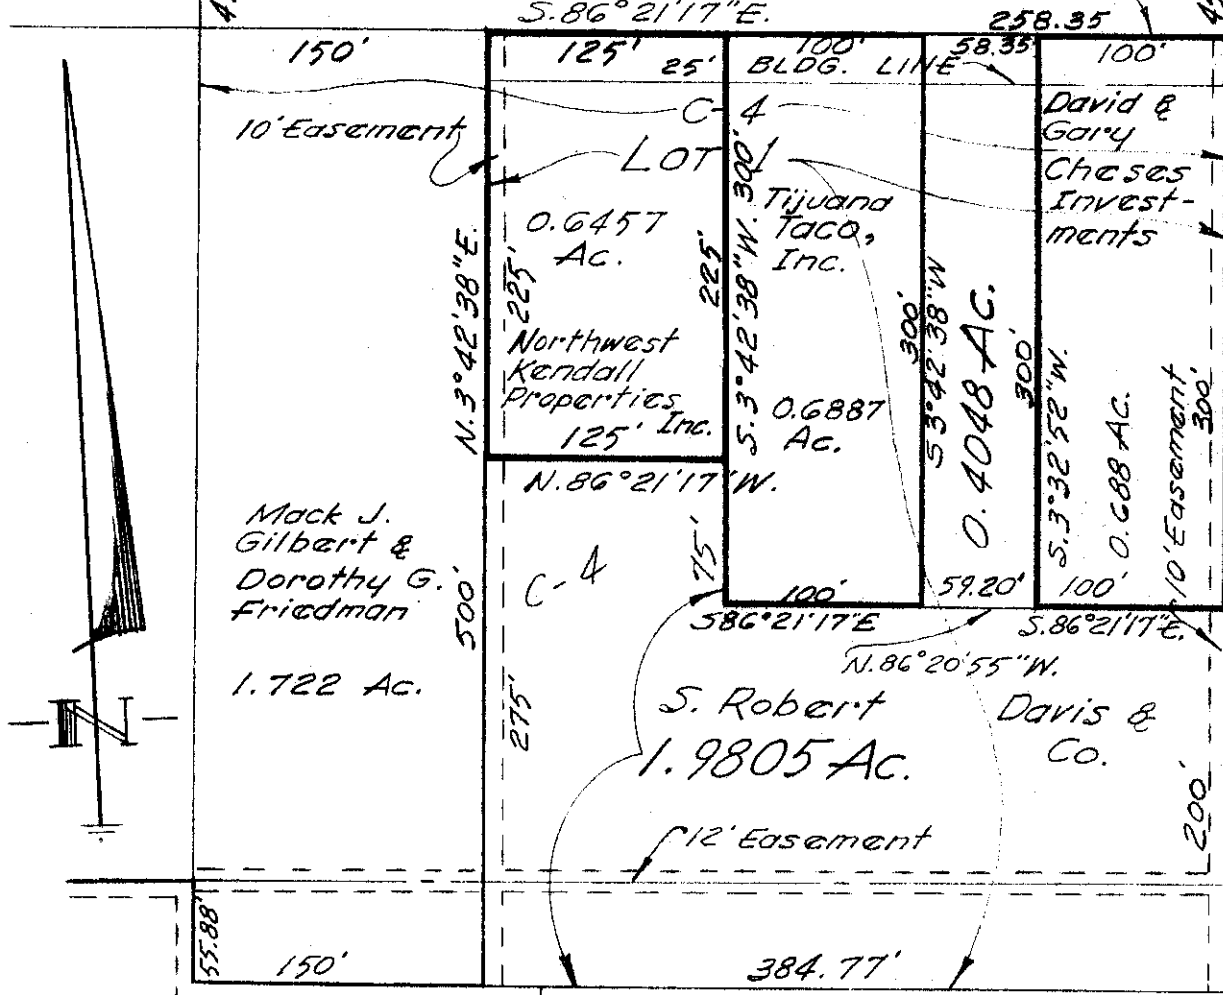 S.86°21'17"E.
258.35
150'
125'
100'
58.35
100'
25'
BLDG. LINE
10' Easement
C-4
LOT 1
David &
Gary
Cheses
Invest-
ments
0.6457
Ac.
Tijuana
Taco,
Inc.
N.3°42'38"E.
225'
225'
S.3°42'38"W. 300'
300'
S3°42'38"W
0.4048 Ac.
300'
S.3°32'52"W.
0.688 Ac.
10' Easement
300'
Northwest
Kendall
Properties
Inc.
125'
0.6887
Ac.
N.86°21'17"W.
Mack J.
Gilbert &
Dorothy G.
Friedman
1.722 Ac.
500'
C-4
75'
100'
S86°21'17"E
59.20'
100'
S.86°21'17"E.
N.86°20'55"W.
275'
S. Robert
Davis &
Co.
1.9805 Ac.
N
12' Easement
200'
55.88'
150'
384.77'